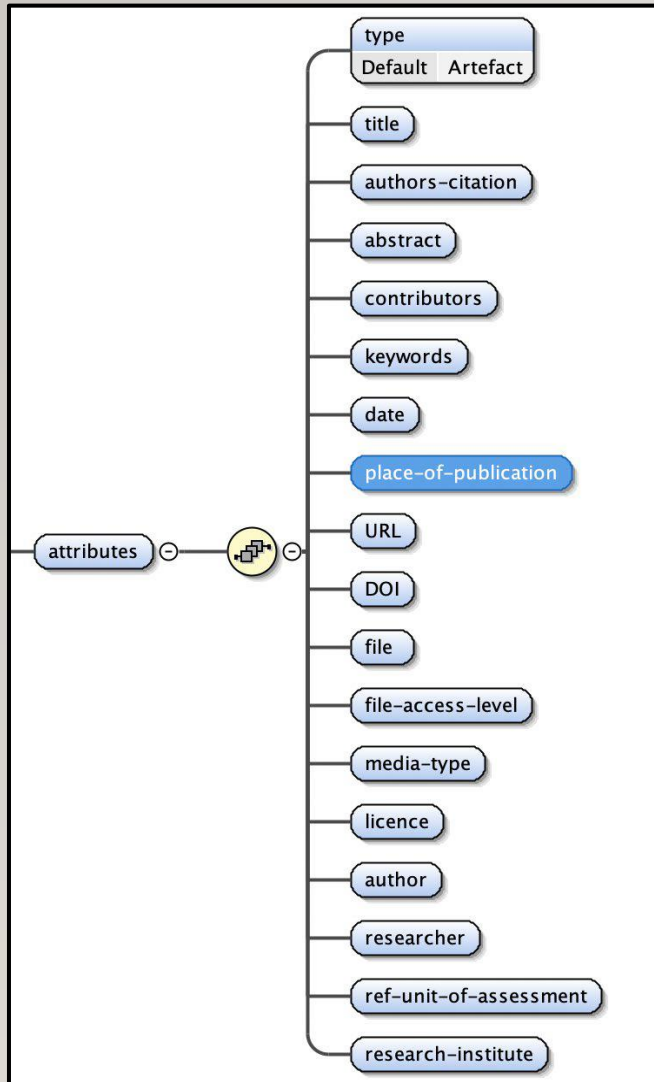 type
Default Artefact
title
authors-citation
abstract
contributors
keywords
date
place-of-publication
URL
DOI
attributes
file
file-access-level
media-type
licence
author
researcher
ref-unit-of-assessment
research-institute